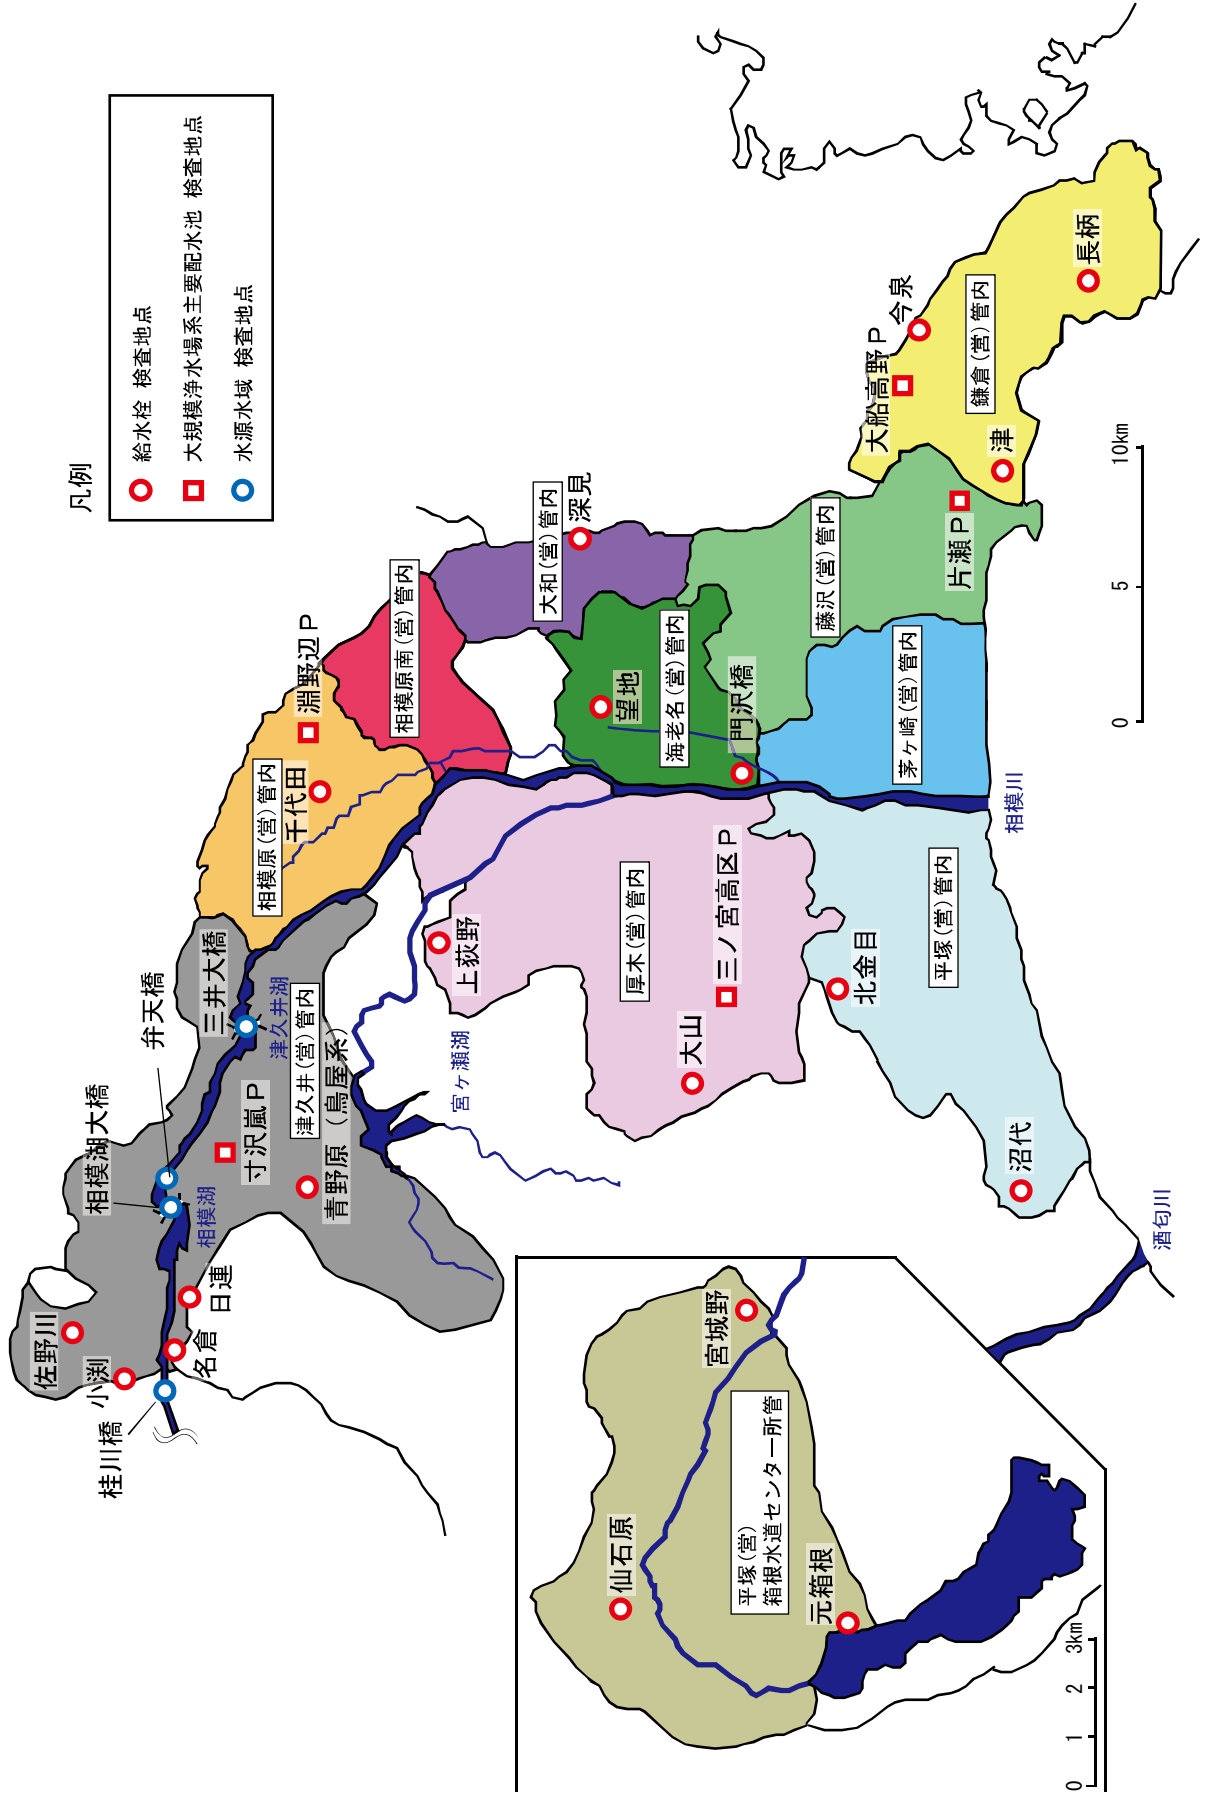 凡例
給水栓 検査地点
大規模浄水場系主要配水池 検査地点
水源水域 検査地点
佐野川
小渕
桂川橋
名倉
日連
相模湖大橋
弁天橋
相模湖
三井大橋
津久井湖
寸沢嵐P
津久井(営)管内
青野原(鳥屋系)
相模原(営)管内
千代田
淵野辺P
相模原南(営)管内
宮ヶ瀬湖
上荻野
大和(営)管内
深見
望地
海老名(営)管内
門沢橋
厚木(営)管内
三ノ宮高区P
大山
藤沢(営)管内
片瀬P
大船高野P
今泉
鎌倉(営)管内
津
長柄
茅ヶ崎(営)管内
相模川
平塚(営)管内
北金目
沼代
酒匂川
0
5
10km
宮城野
仙石原
平塚(営)
箱根水道センター所管
元箱根
0
1
2
3km